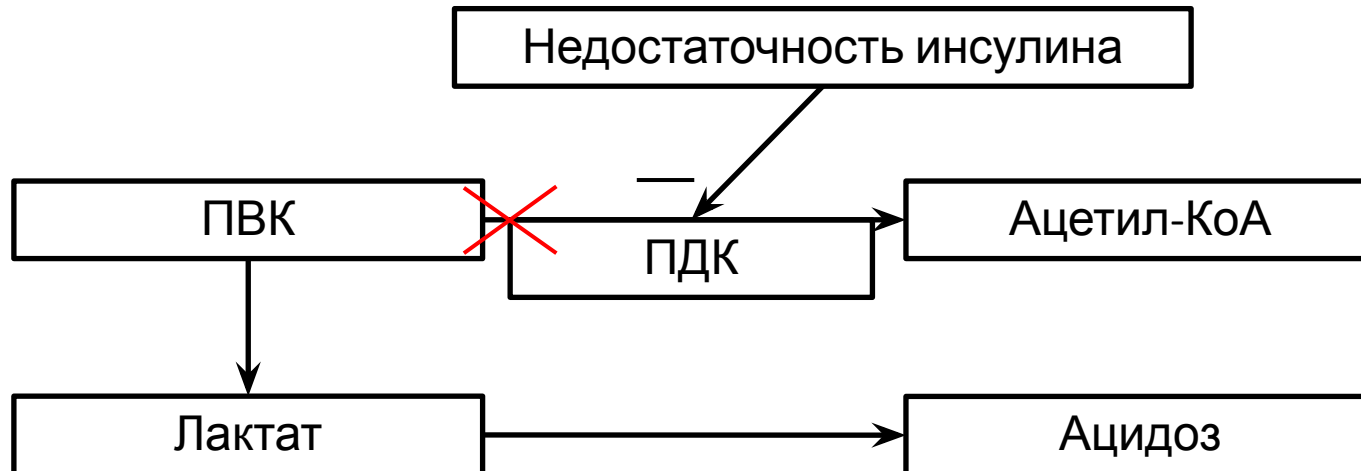 Недостаточность инсулина
—
ПВК
Ацетил-КоА
ПДК
Лактат
Ацидоз